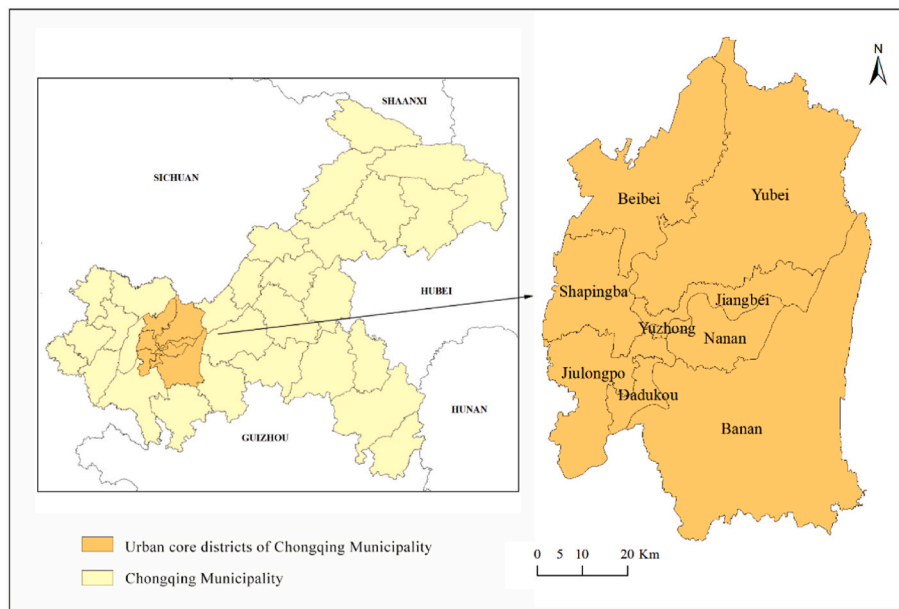 SHAANXI
SICHUAN
HUBEI
HUNAN
GUIZHOU
Urban core districts of Chongqing Municipality
Chongqing Municipality
N
Beibei
Yubei
Shapingba
Jiangbei
Yuzhong
Nanan
Jiulongpo
Dadukou
Banan
0 5 10 20 Km